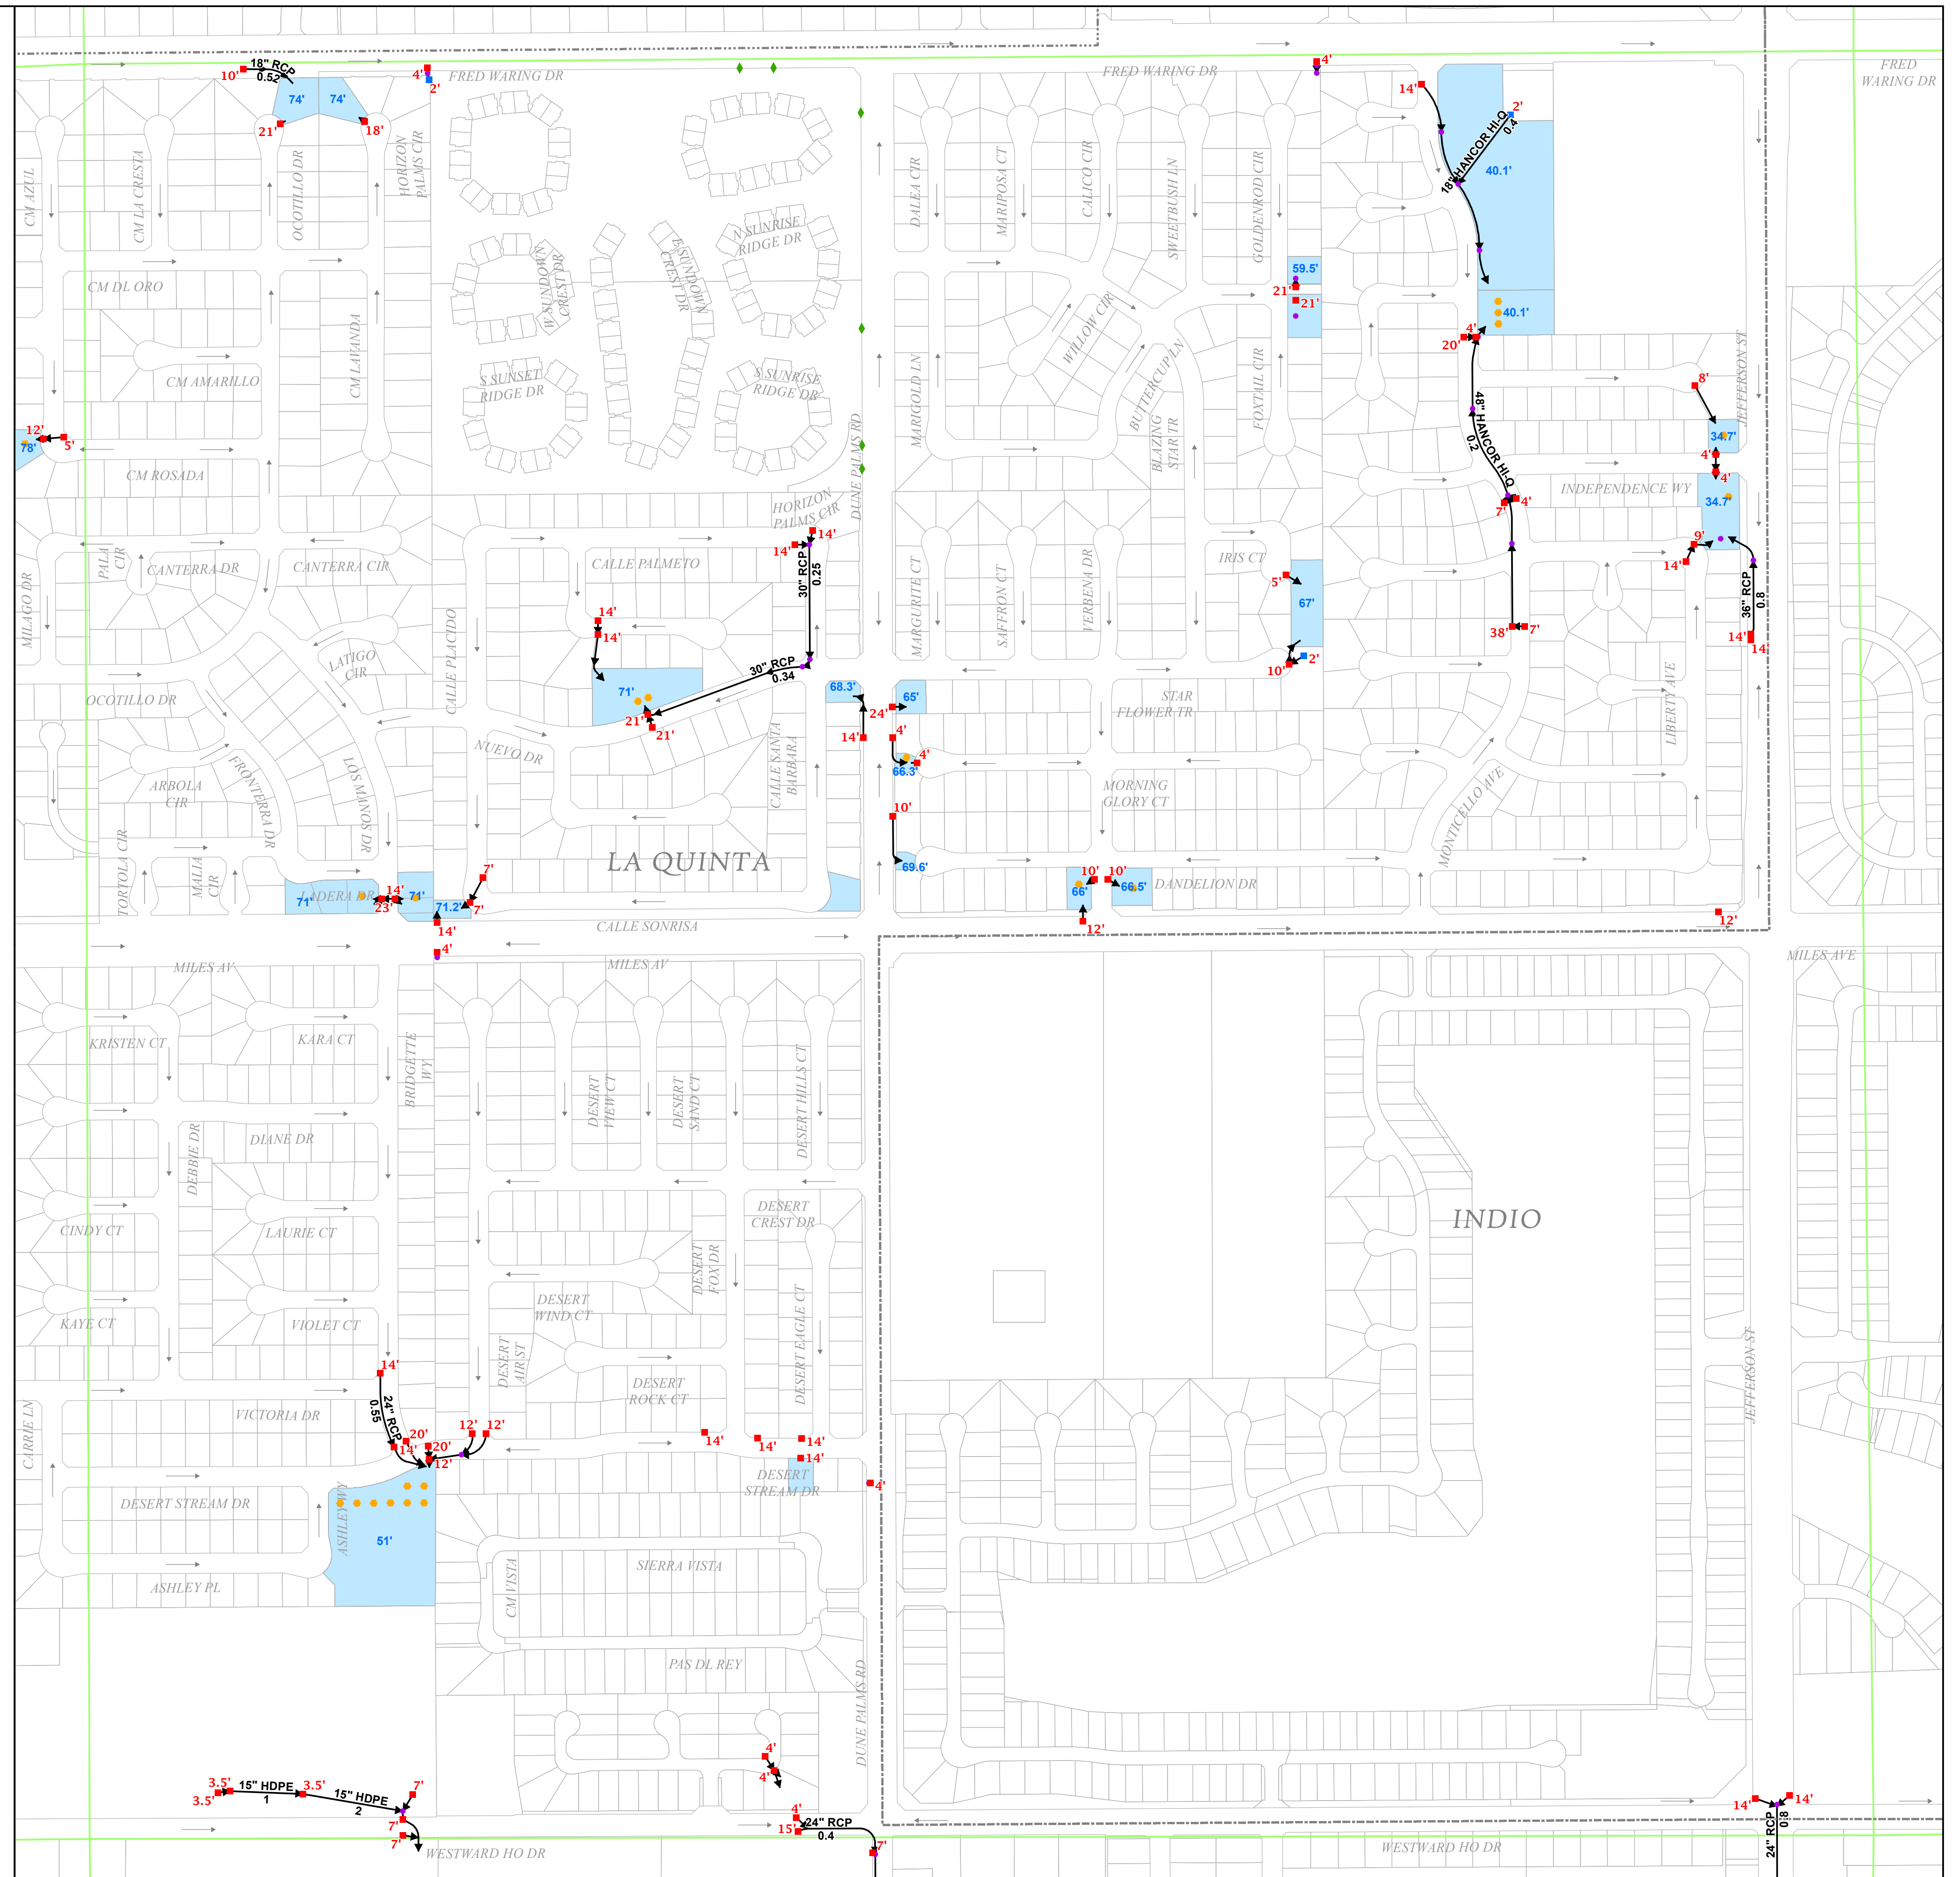 18" RCP
0.52
10'
4'
2'
FRED WARING DR
FRED WARING DR
4'
FRED
WARING DR
74'
74'
21'
18'
14'
2'
18" HANCOR HI-Q
0.4
40.1'
CM AZUL
CM LA CRESTA
OCOTILLO DR
HORIZON
PALMS CIR
DALEA CIR
MARIPOSA CT
CALICO CIR
SWEETBUSH LN
GOLDENROD CIR
N SUNRISE
RIDGE DR
W SUNDOWN
CREST DR
E SUNDOWN
CREST DR
CM DL ORO
59.5'
21'
21'
40.1'
4'
20'
CM LAVANDA
CM AMARILLO
S SUNSET
RIDGE DR
S SUNRISE
RIDGE DR
WILLOW CIR
MARIGOLD LN
BUTTERCUP LN
BLAZING
STAR TR
FOXTAIL CIR
JEFFERSON ST
8'
34.7'
4'
4'
34.7'
48" HANCOR HI-Q
0.2
12'
5'
78'
CM ROSADA
DUNE PALMS RD
HORIZON
PALMS CIR
INDEPENDENCE WY
7'
4'
14'
14'
9'
14'
30" RCP
0.25
36" RCP
0.8
14'
14'
PALA
CIR
CANTERRA DR
CANTERRA CIR
CALLE PALMETO
MILAGO DR
LATIGO
CIR
CALLE PLACIDO
14'
14'
MARGURITE CT
SAFFRON CT
VERBENA DR
IRIS CT
5'
67'
2'
10'
38'
7'
LIBERTY AVE
30" RCP
0.34
71'
21'
21'
68.3'
14'
65'
24'
4'
4'
66.3'
OCOTILLO DR
STAR
FLOWER TR
NUEVO DR
CALLE SANTA
BARBARA
ARBOLA
CIR
FRONTERRA DR
LOS MANOS DR
MORNING
GLORY CT
MONTICELLO AVE
10'
69.6'
TORTOLA CIR
MALIA
CIR
LADERA DR
71'
14'
23'
71'
71.2'
7'
7'
14'
LA QUINTA
10'
10'
66'
66.5'
DANDELION DR
12'
12'
CALLE SONRISA
4'
MILES AV
MILES AV
MILES AVE
KRISTEN CT
KARA CT
BRIDGETTE
WY
DESERT
VIEW CT
DESERT
SAND CT
DESERT HILLS CT
DEBBIE DR
DIANE DR
CINDY CT
LAURIE CT
DESERT
CREST DR
INDIO
DESERT
FOX DR
DESERT
WIND CT
KAYE CT
VIOLET CT
DESERT
AIR ST
DESERT EAGLE CT
JEFFERSON ST
14'
24" RCP
0.55
DESERT
ROCK CT
CARRIE LN
VICTORIA DR
20'
14'
20'
12'
12'
12'
14'
14'
14'
14'
4'
DESERT
STREAM DR
DESERT STREAM DR
ASHLEY WY
51'
ASHLEY PL
CM VISTA
SIERRA VISTA
PAS DL REY
DUNE PALMS RD
4'
4'
3.5'
3.5'
15" HDPE
1
3.5'
15" HDPE
2
7'
7'
7'
4'
15'
24" RCP
0.4
7'
14'
14'
24" RCP
0.8
WESTWARD HO DR
WESTWARD HO DR